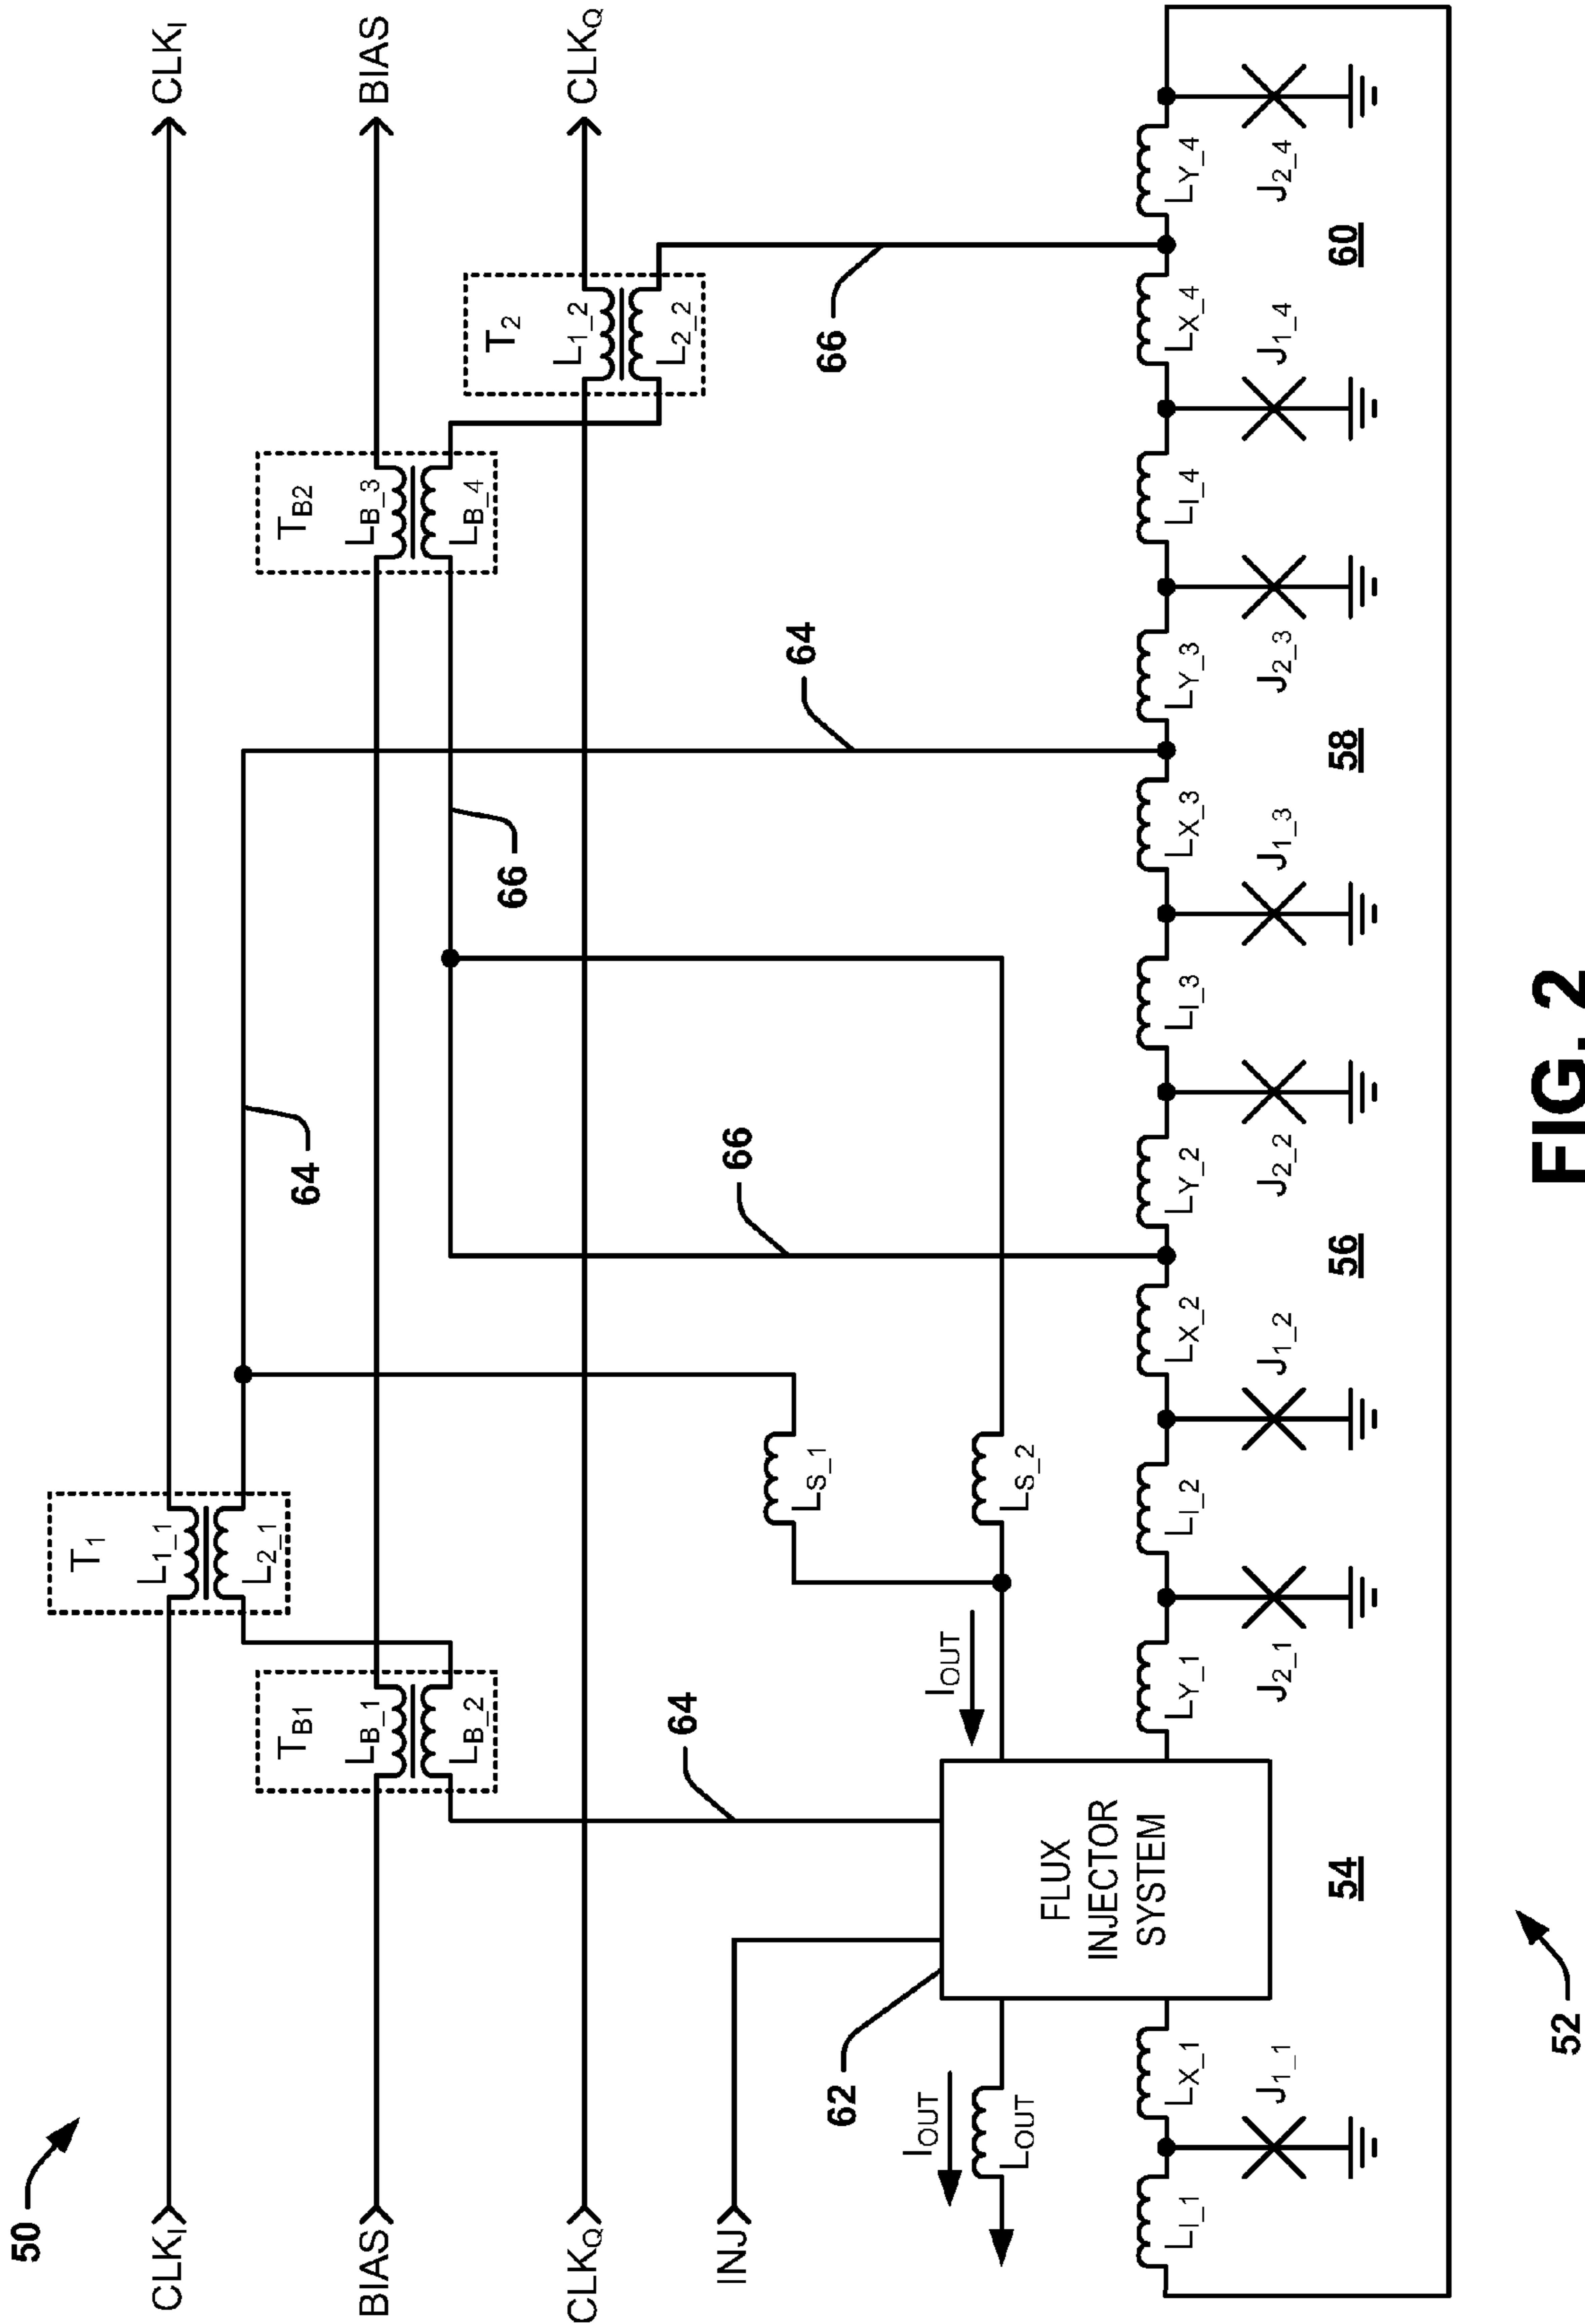 50
CLK_I
CLK_I
T_1
L_1_1
L_2_1
BIAS
BIAS
T_B1
L_B_1
L_B_2
T_B2
L_B_3
L_B_4
64
CLK_Q
CLK_Q
T_2
L_1_2
L_2_2
66
INJ
64
66
64
66
62
I_OUT
L_OUT
I_OUT
L_S_1
L_S_2
FLUX
INJECTOR
SYSTEM
L_I_1
L_X_1
L_Y_1
L_I_2
L_X_2
L_Y_2
L_I_3
L_X_3
L_Y_3
L_I_4
L_X_4
L_Y_4
J_1_1
J_2_1
J_1_2
J_2_2
J_1_3
J_2_3
J_1_4
J_2_4
54
56
58
60
52
FIG. 2